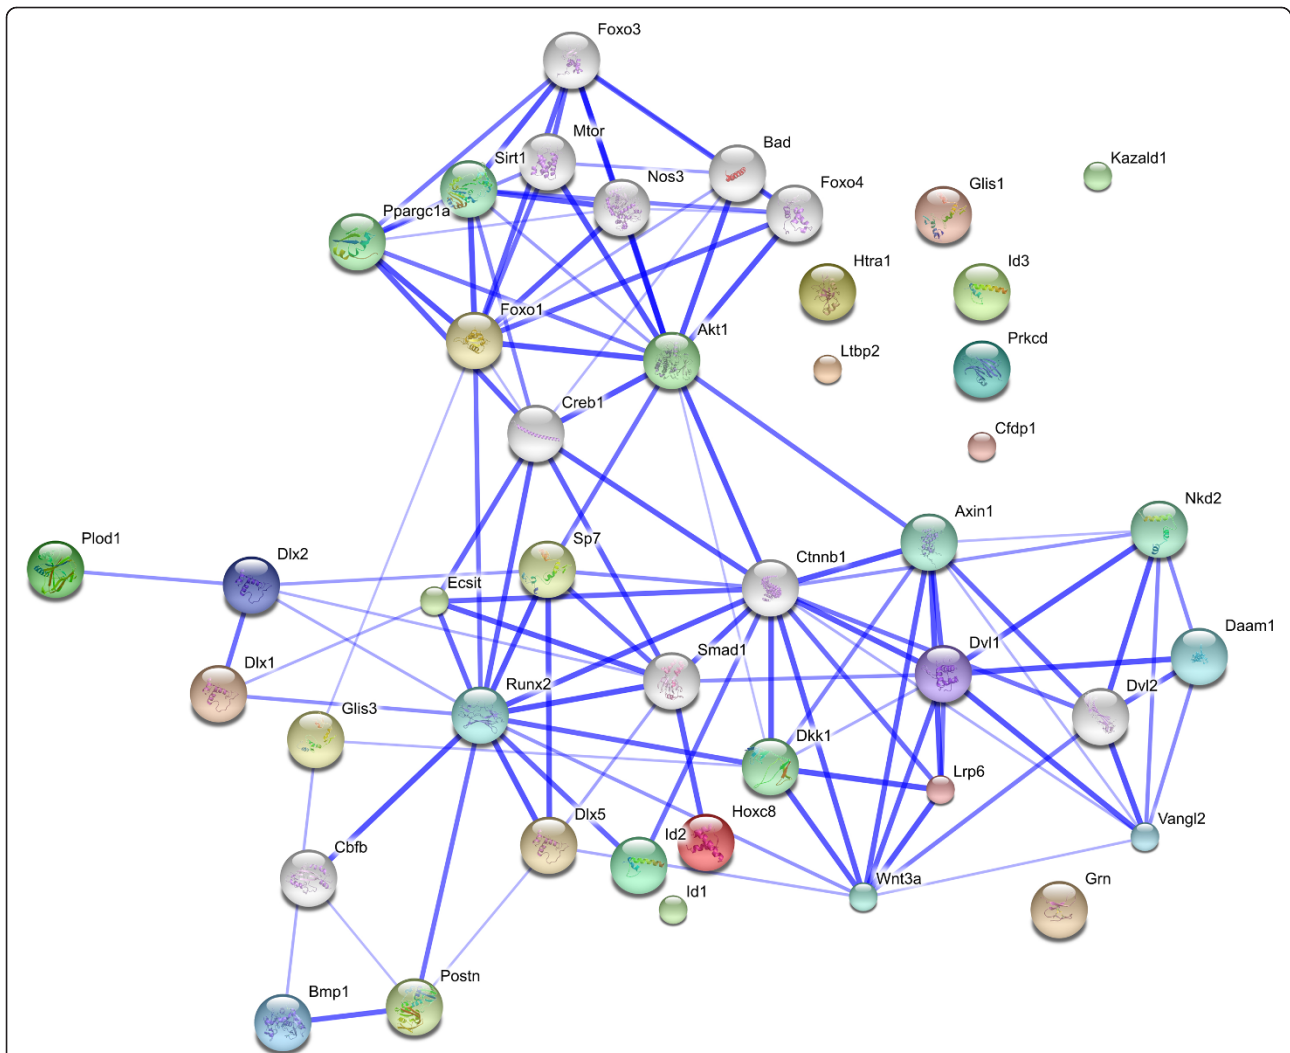 Foxo3
Mtor
Bad
Kazald1
Sirt1
Nos3
Foxo4
Glis1
Ppargc1a
Htra1
Id3
Foxo1
Akt1
Prkcd
Ltbp2
Creb1
Cfdp1
Axin1
Nkd2
Plod1
Dlx2
Sp7
Ctnnb1
Ecsit
Daam1
Smad1
Dvl1
Dlx1
Runx2
Dvl2
Glis3
Dkk1
Lrp6
Hoxc8
Dlx5
Vangl2
Id2
Cbfb
Wnt3a
Grn
Id1
Postn
Bmp1